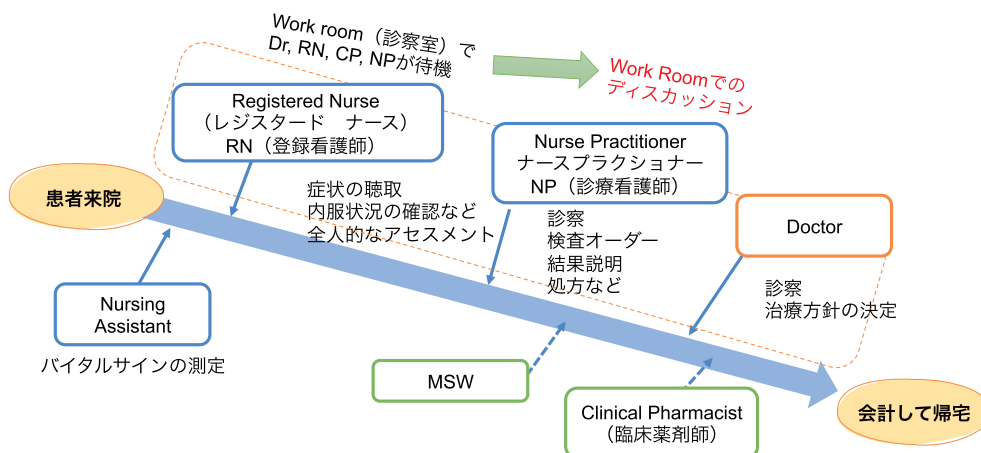 Work room（診察室）で
Dr, RN, CP, NPが待機
Work Roomでの
ディスカッション
Registered Nurse
（レジスタード　ナース）
RN（登録看護師）
Nurse Practitioner
ナースプラクショナー
NP（診療看護師）
患者来院
症状の聴取
内服状況の確認など
全人的なアセスメント
診察
検査オーダー
結果説明
処方など
Doctor
診察
治療方針の決定
Nursing
Assistant
バイタルサインの測定
MSW
Clinical Pharmacist
（臨床薬剤師）
会計して帰宅